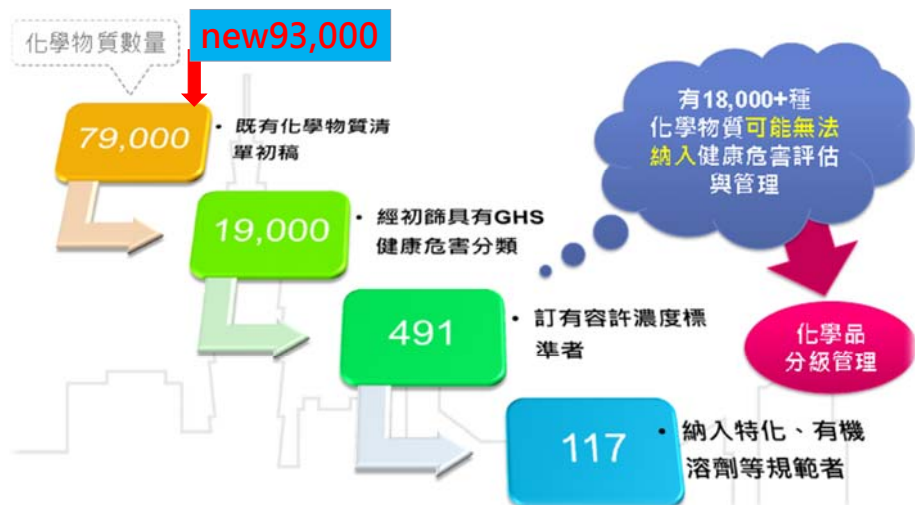 化學物質數量
new93,000
79,000
• 既有化學物質清
單初稿
19,000
• 經初篩具有GHS
健康危害分類
491
• 訂有容許濃度標
準者
117
• 納入特化、有機
溶劑等規範者
有18,000+種
化學物質可能無法
納入健康危害評估
與管理
化學品
分級管理